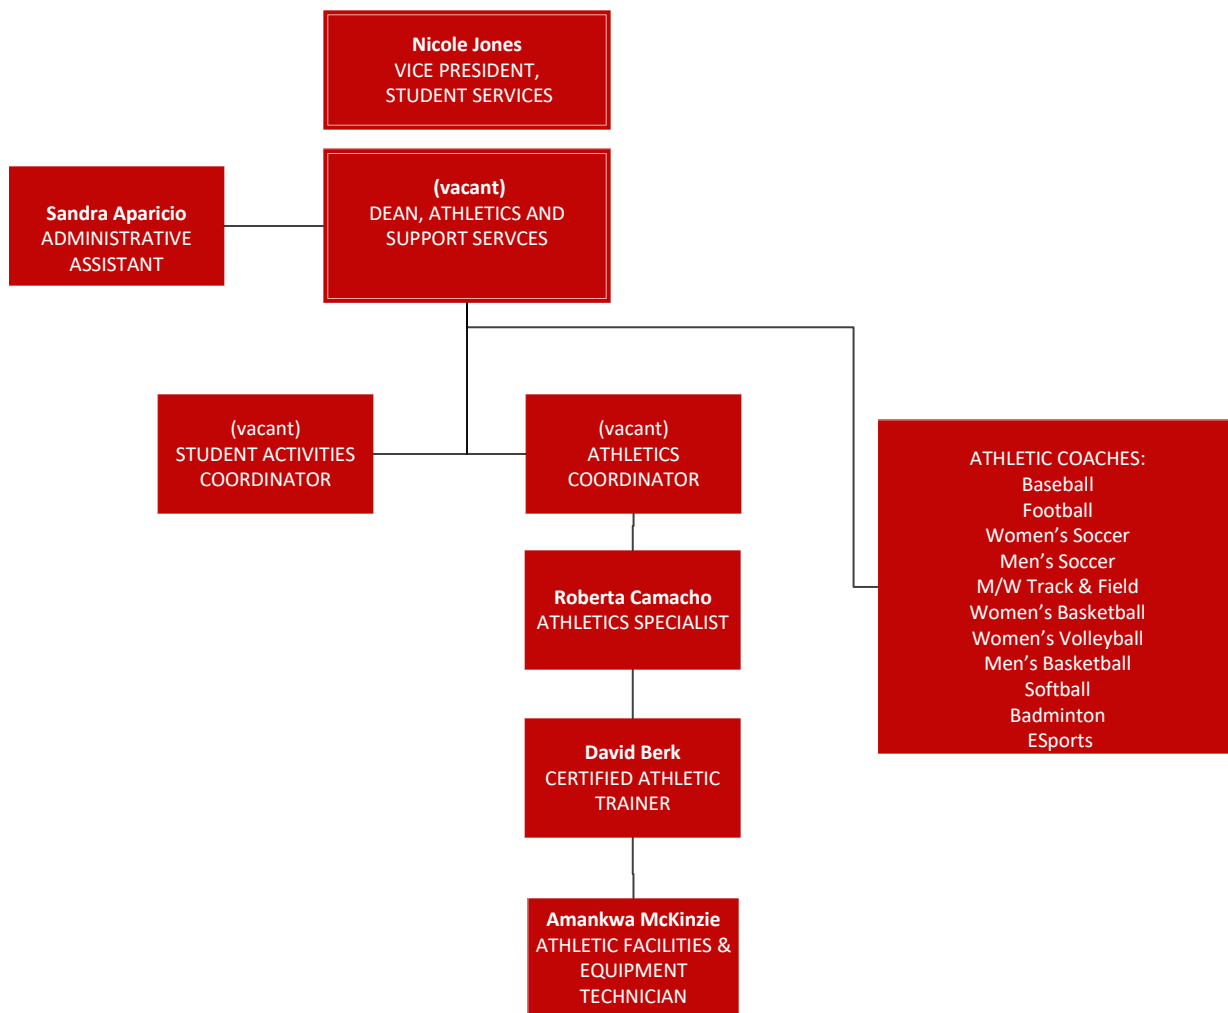 Nicole Jones
VICE PRESIDENT,
STUDENT SERVICES
(vacant)
DEAN, ATHLETICS AND
SUPPORT SERVCES
Sandra Aparicio
ADMINISTRATIVE
ASSISTANT
(vacant)
STUDENT ACTIVITIES
COORDINATOR
(vacant)
ATHLETICS
COORDINATOR
Roberta Camacho
ATHLETICS SPECIALIST
David Berk
CERTIFIED ATHLETIC
TRAINER
Amankwa McKinzie
ATHLETIC FACILITIES &
EQUIPMENT
TECHNICIAN
ATHLETIC COACHES:
Baseball
Football
Women’s Soccer
Men’s Soccer
M/W Track & Field
Women’s Basketball
Women’s Volleyball
Men’s Basketball
Softball
Badminton
ESports